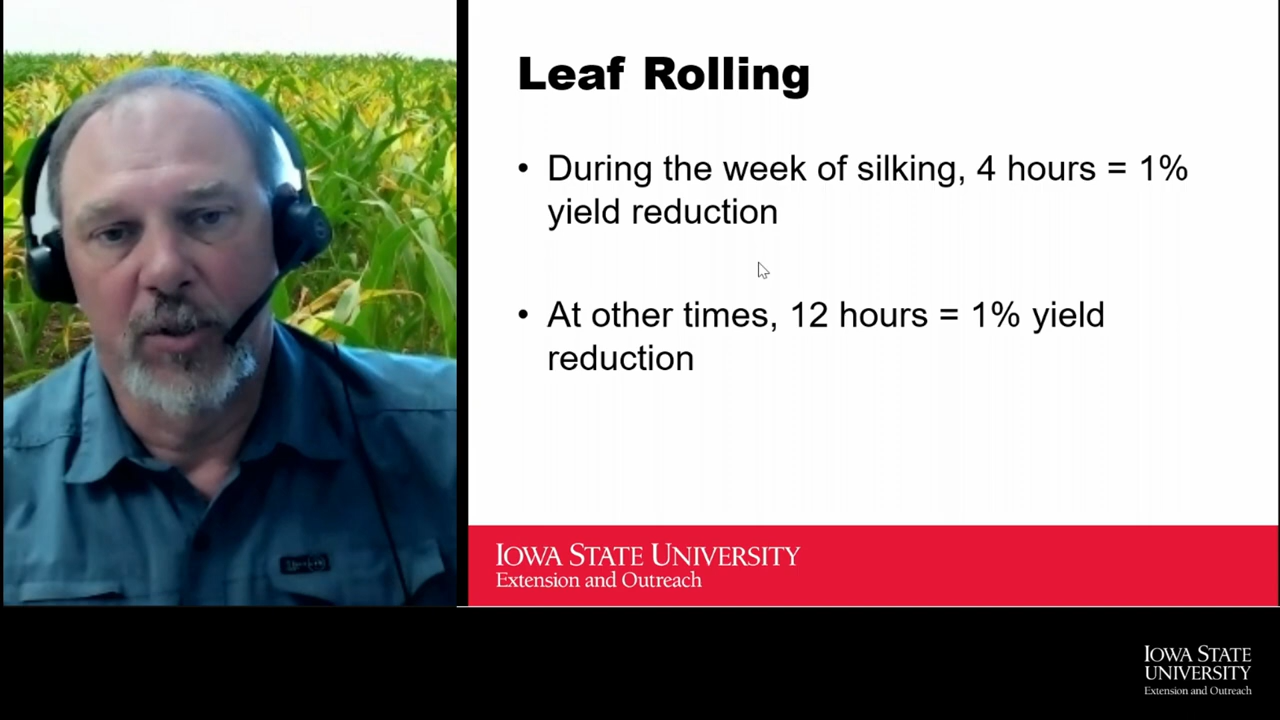 Leaf Rolling
• During the week of silking, 4 hours = 1%
yield reduction
• At other times, 12 hours = 1% yield
reduction
IOWA STATE UNIVERSITY
Extension and Outreach
IOWA STATE
UNIVERSITY
Extension and Outreach